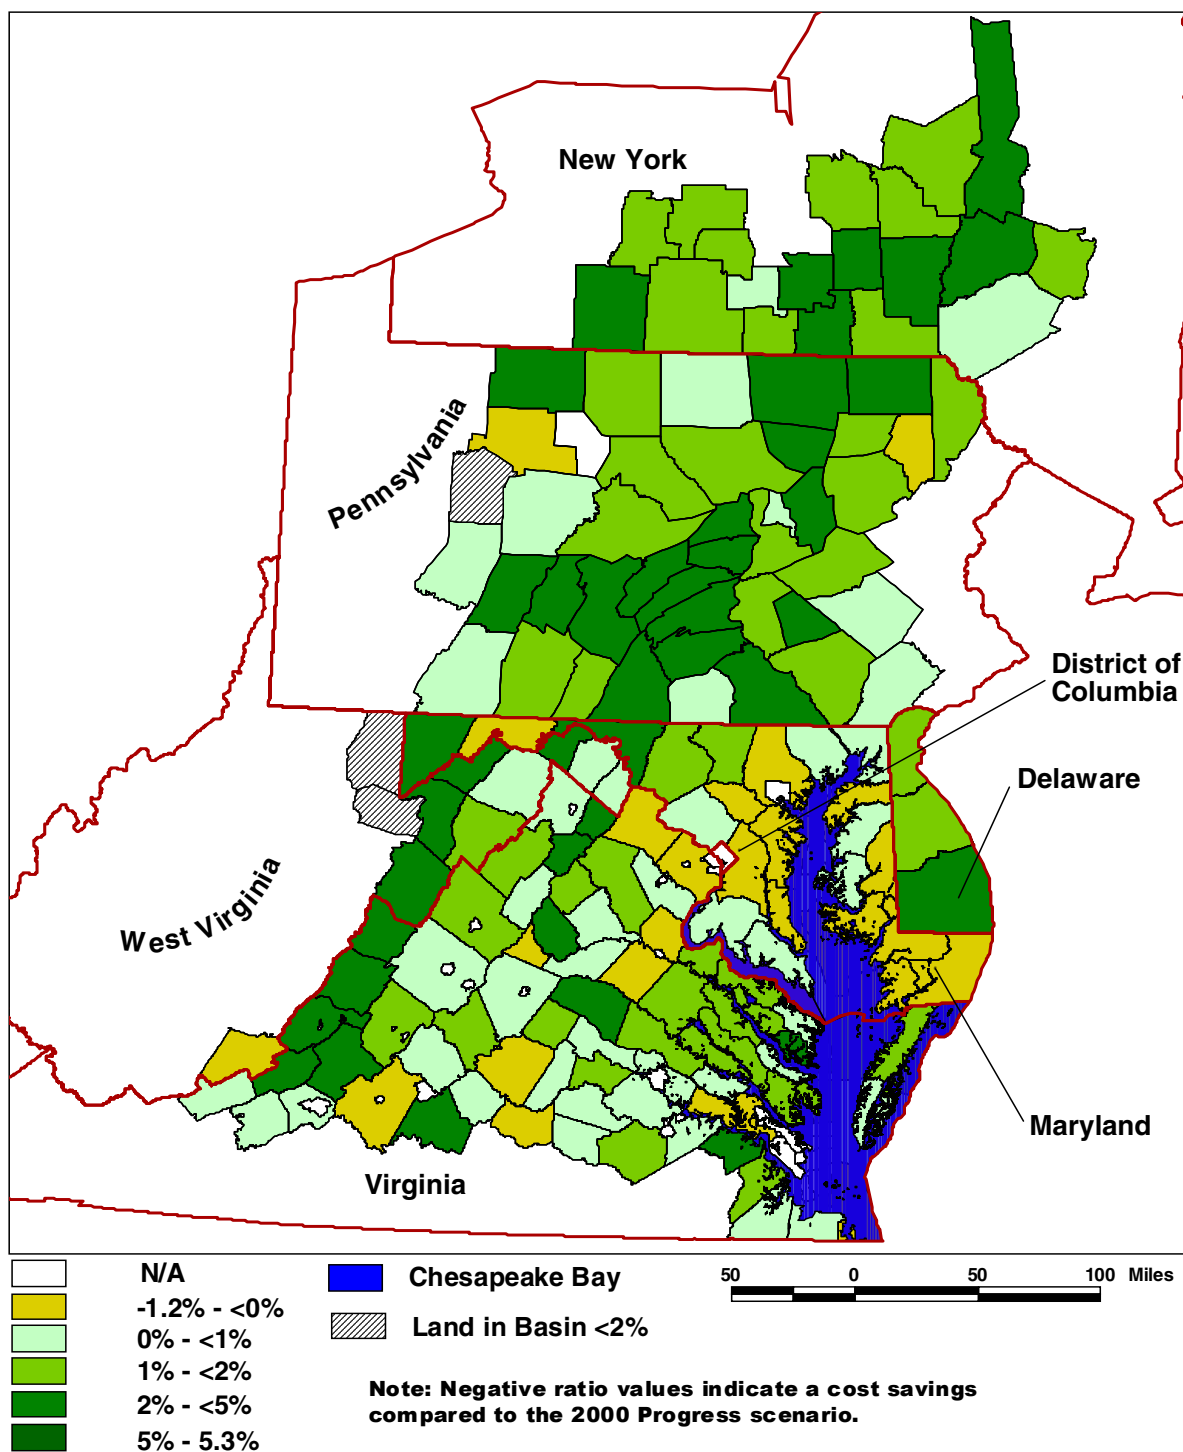 New York
Pennsylvania
District of
Columbia
Delaware
West Virginia
Maryland
Virginia
N/A
-1.2% - <0%
0% - <1%
1% - <2%
2% - <5%
5% - 5.3%
Chesapeake Bay
Land in Basin <2%
50 0 50 100 Miles
Note: Negative ratio values indicate a cost savings
compared to the 2000 Progress scenario.